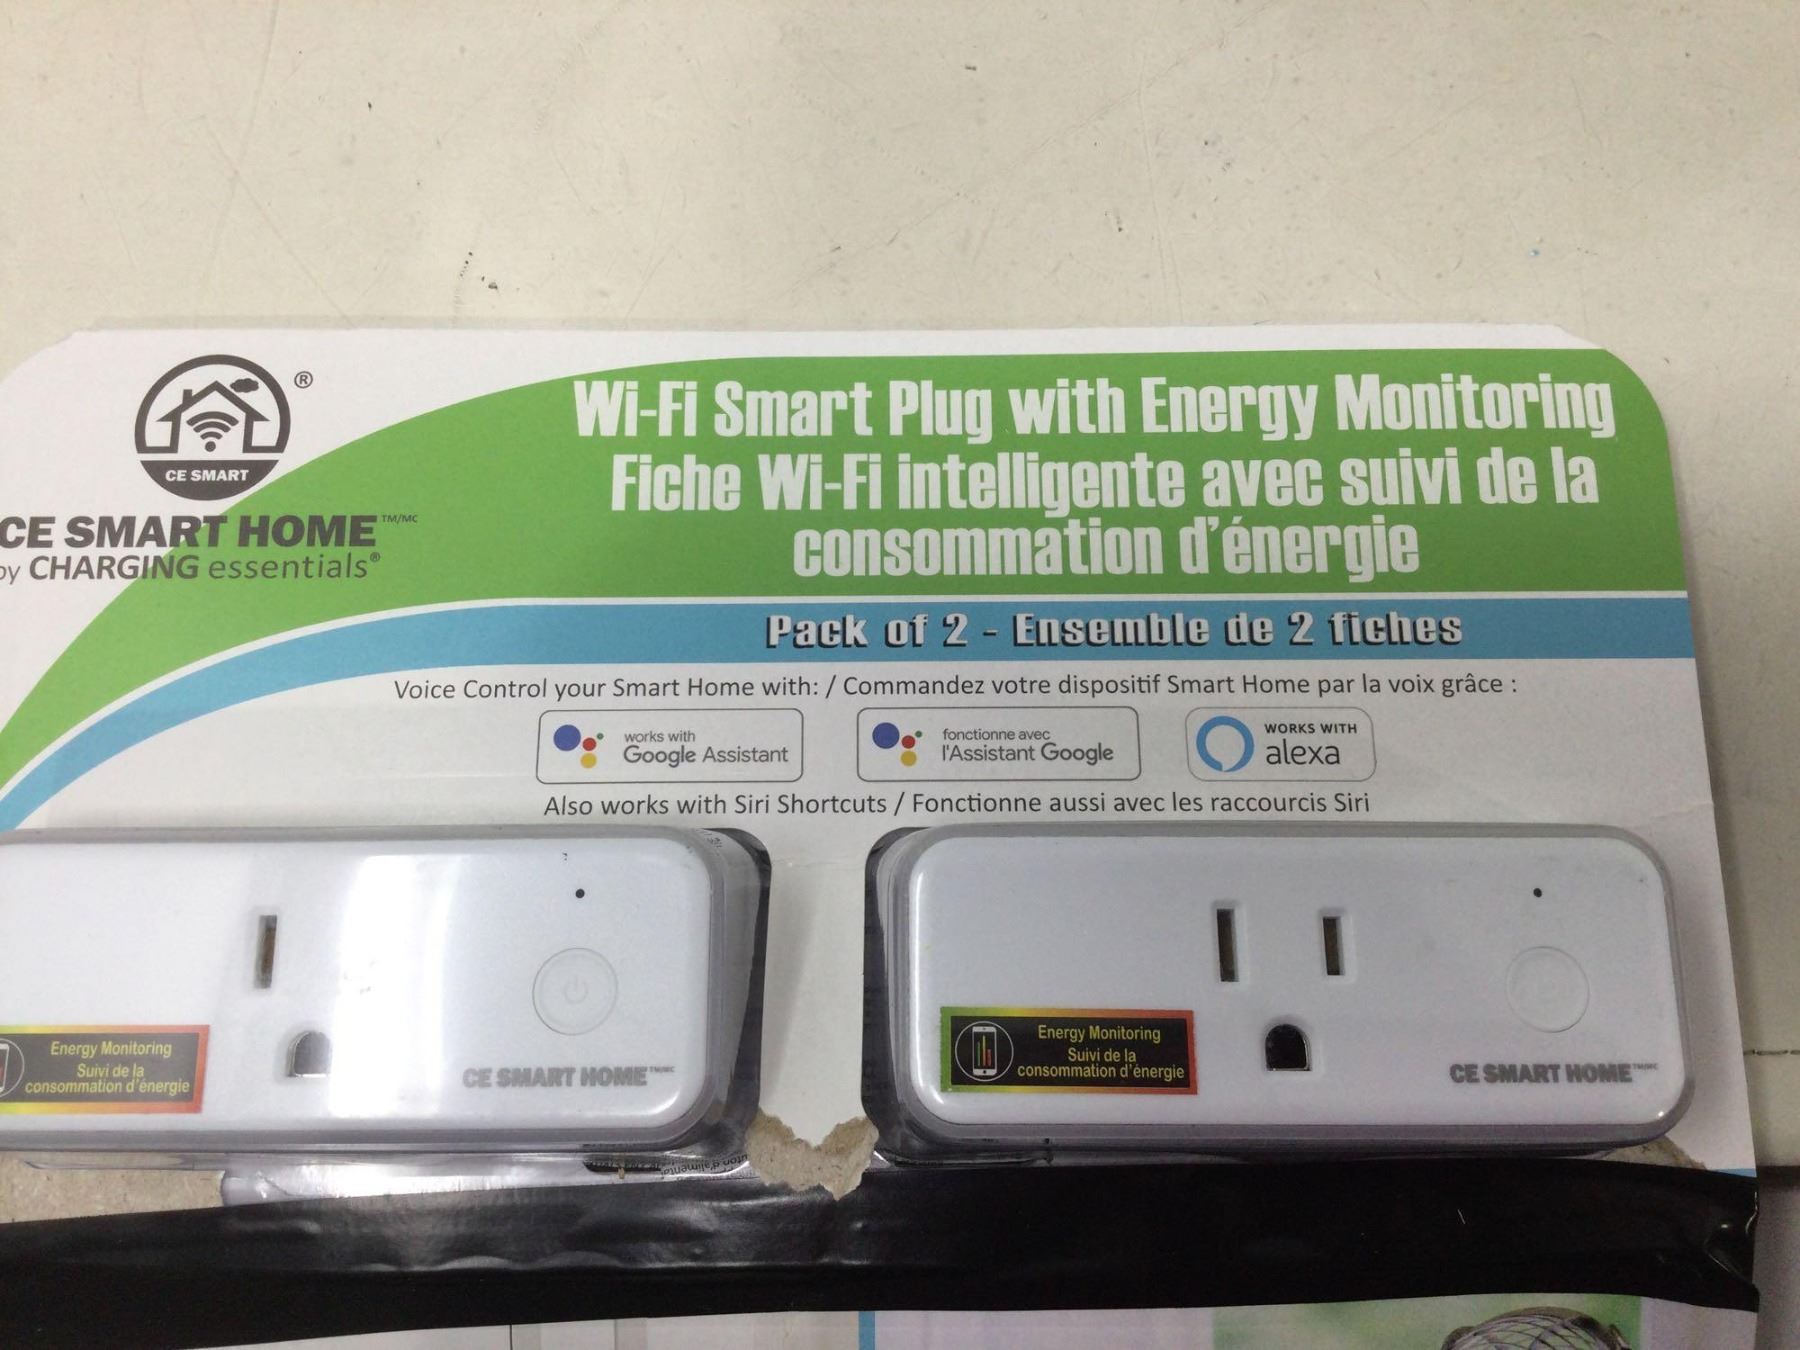 ®
CE SMART
CE SMART HOME™/MC
by CHARGING essentials®
Wi-Fi Smart Plug with Energy Monitoring
Fiche Wi-Fi intelligente avec suivi de la
consommation d'énergie
Pack of 2 - Ensemble de 2 fiches
Voice Control your Smart Home with: / Commandez votre dispositif Smart Home par la voix grâce :
works with
Google Assistant
fonctionne avec
l'Assistant Google
WORKS WITH
alexa
Also works with Siri Shortcuts / Fonctionne aussi avec les raccourcis Siri
Energy Monitoring
Suivi de la
consommation d'énergie
CE SMART HOME™/MC
Energy Monitoring
Suivi de la
consommation d'énergie
CE SMART HOME™/MC